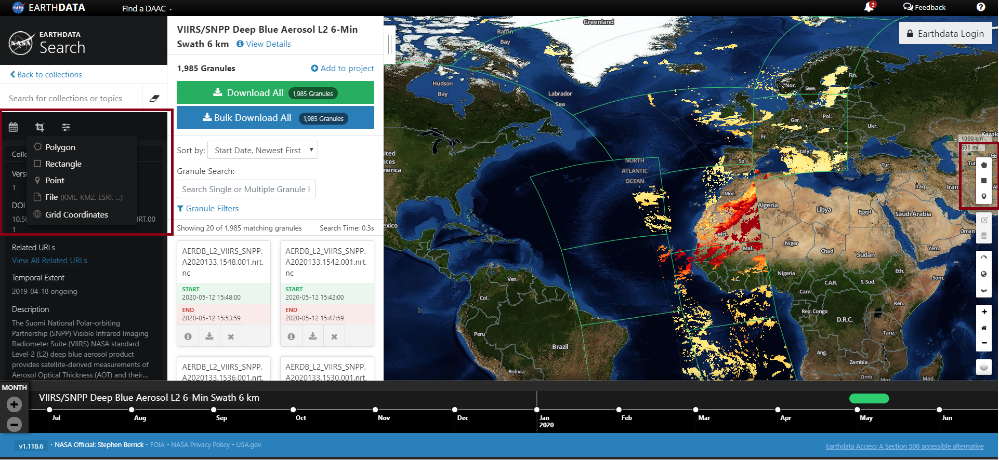 EARTHDATA
Find a DAAC
3
Feedback
?
EARTHDATA
Search
Back to collections
Search for collections or topics
Polygon
Rectangle
Point
File (KML, KMZ, ESRI, ...)
Grid Coordinates
Colle
Versi
1
DOI
10.50
IRT.00
1
Related URLs
View All Related URLs
Temporal Extent
2019-04-18 ongoing
Description
The Suomi National Polar-orbiting
Partnership (SNPP) Visible Infrared Imaging
Radiometer Suite (VIIRS) NASA standard
Level-2 (L2) deep blue aerosol product
provides satellite-derived measurements of
Aerosol Optical Thickness (AOT) and their...
VIIRS/SNPP Deep Blue Aerosol L2 6-Min
Swath 6 km View Details
1,985 Granules
Add to project
Download All 1,985 Granules
Bulk Download All 1,985 Granules
Sort by: Start Date, Newest First
Granule Search:
Search Single or Multiple Granule I
Granule Filters
Showing 20 of 1,985 matching granules
Search Time: 0.3s
AERDB_L2_VIIRS_SNPP.
A2020133.1548.001.nrt.
nc
START
2020-05-12 15:48:00
END
2020-05-12 15:53:59
AERDB_L2_VIIRS_SNPP.
A2020133.1542.001.nrt.
nc
START
2020-05-12 15:42:00
END
2020-05-12 15:47:59
AERDB_L2_VIIRS_SNPP.
A2020133.1536.001.nrt.
AERDB_L2_VIIRS_SNPP.
A2020133.1530.001.nrt.
Earthdata Login
Greenland
Baffin
Bay
Hudson
Bay
Labrador
Sea
Nor.
Swe.
Fin.
Ger.
Pol.
Ukr.
Fr.
Kazak
1000 km
500 mi
Italy
Sp.
Tur.
Uzb
Tur
nited
tates
merica
NORTH
ATLANTIC
OCEAN
Mor.
Algeria
Libya
Egypt
Iraq
Iran
Af
Saudi Arabia
Oman
exico
Mrt.
Mali
Niger
Chad
Sudan
Yem.
Nigeria
Eth.
Som.
Ven.
Col.
I.C.
C.A.R.
S. Sud.
Cam.
Ken.
Rep. Congo
D.R.C.
Tanz.
Peru
Brazil
Ang.
Zambia
Bolivia
Zimb.
Moz
Mad.
MONTH
VIIRS/SNPP Deep Blue Aerosol L2 6-Min Swath 6 km
Jul
Aug
Sep
Oct
Nov
Dec
Jan
2020
Feb
Mar
Apr
May
Jun
v1.118.6 · NASA Official: Stephen Berrick · FOIA · NASA Privacy Policy · USA.gov
Earthdata Access: A Section 508 accessible alternative